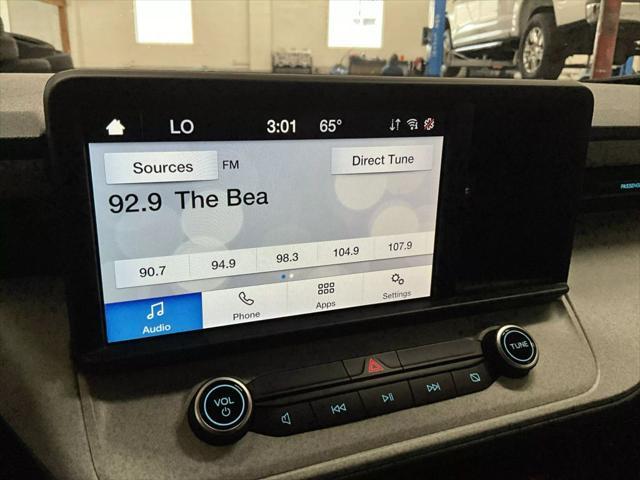 LO 3:01 65°
Sources FM Direct Tune
92.9 The Bea
90.7 94.9 98.3 104.9 107.9
Audio Phone Apps Settings
VOL TUNE